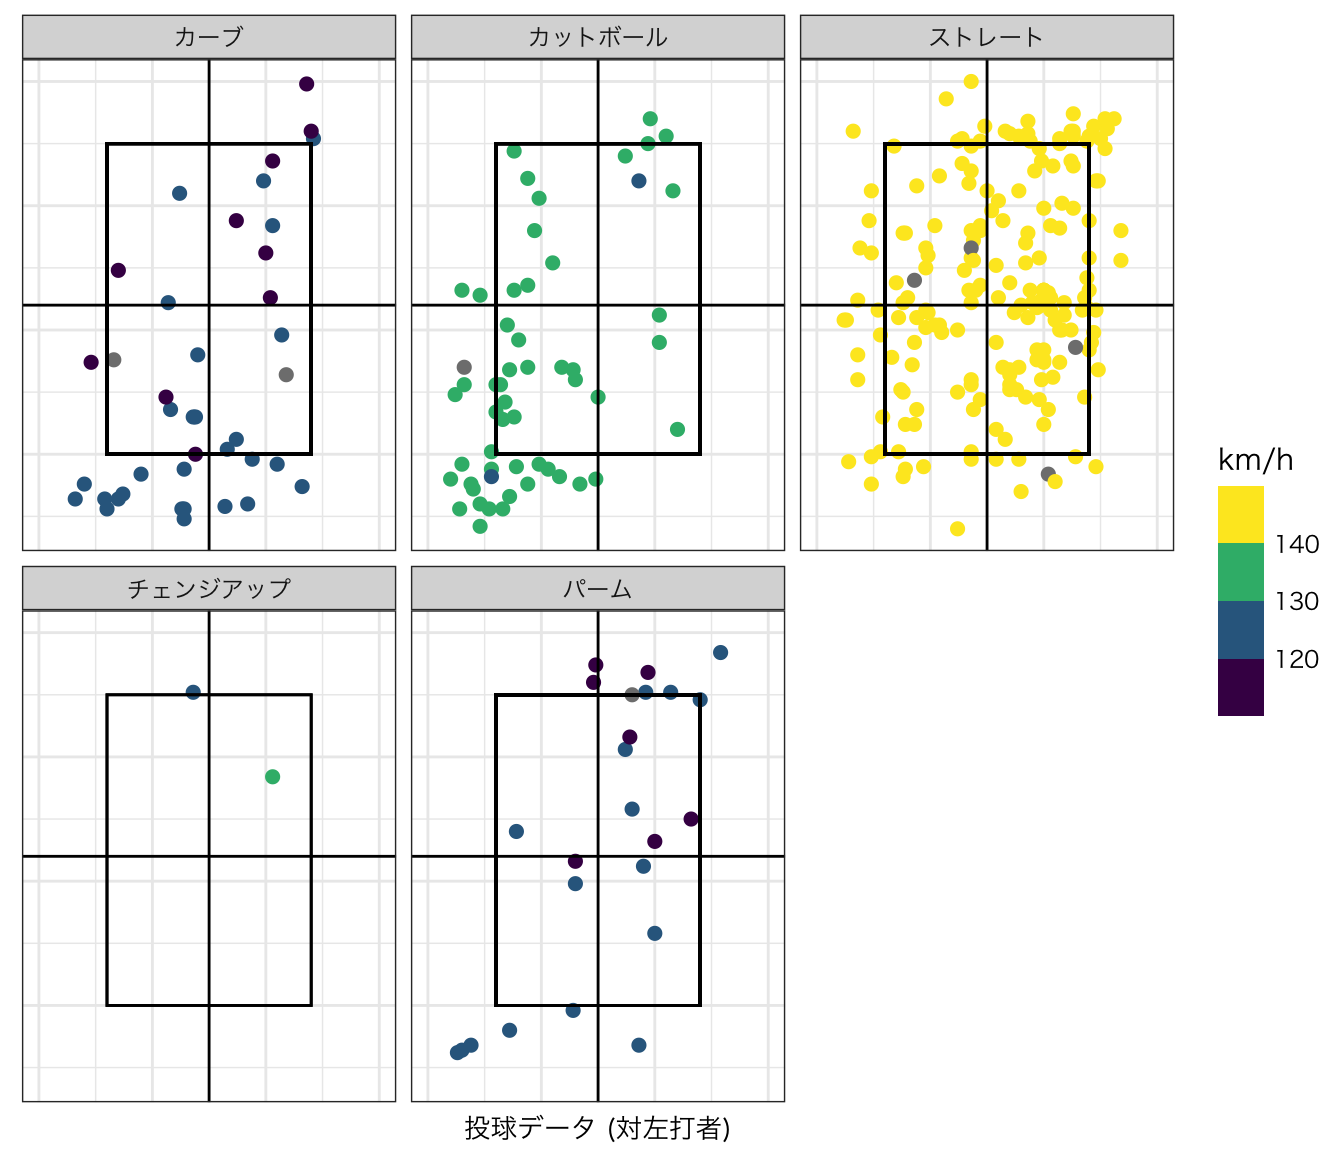 カーブ
カットボール
ストレート
チェンジアップ
パーム
km/h
140
130
120
投球データ (対左打者)